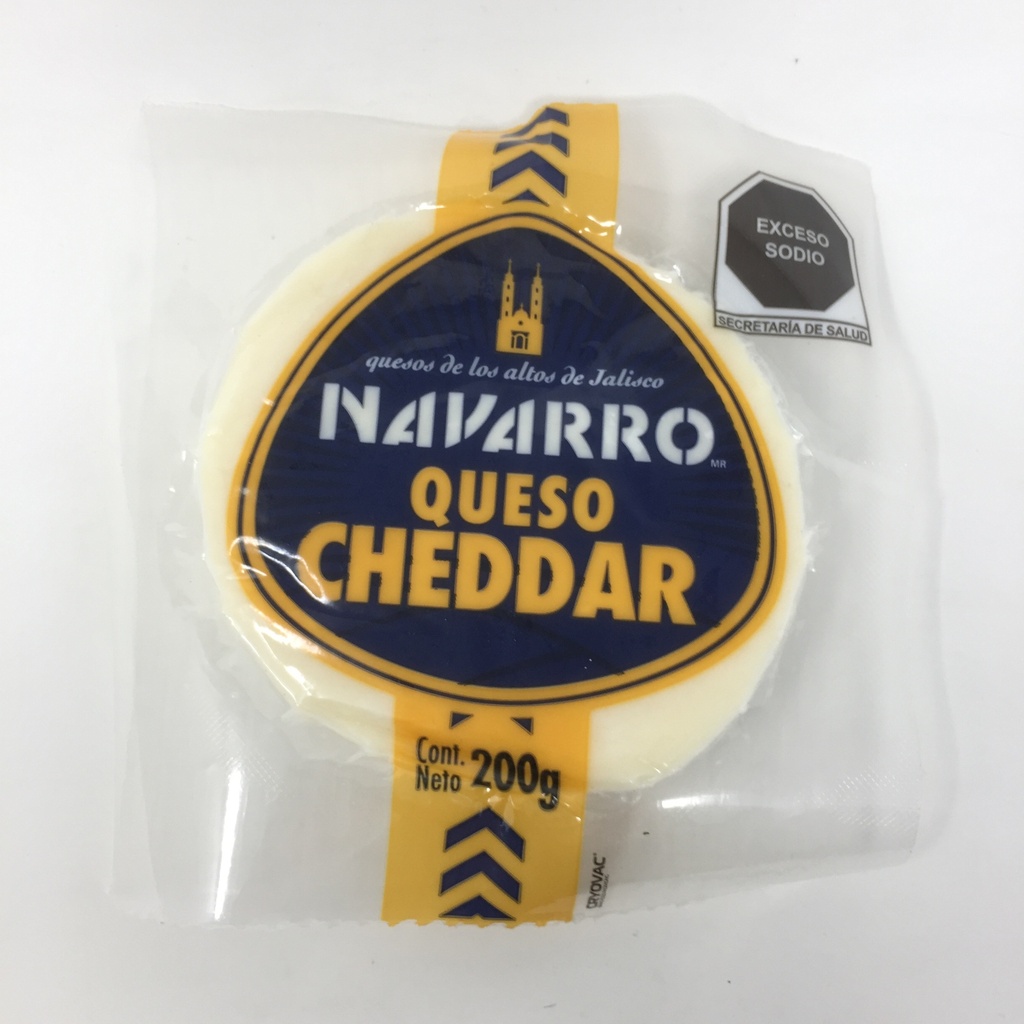 EXCESO
SODIO
SECRETARÍA DE SALUD
quesos de los altos de Jalisco
NAVARRO
MR
QUESO
CHEDDAR
Cont.
Neto 200g
CRYOVAC